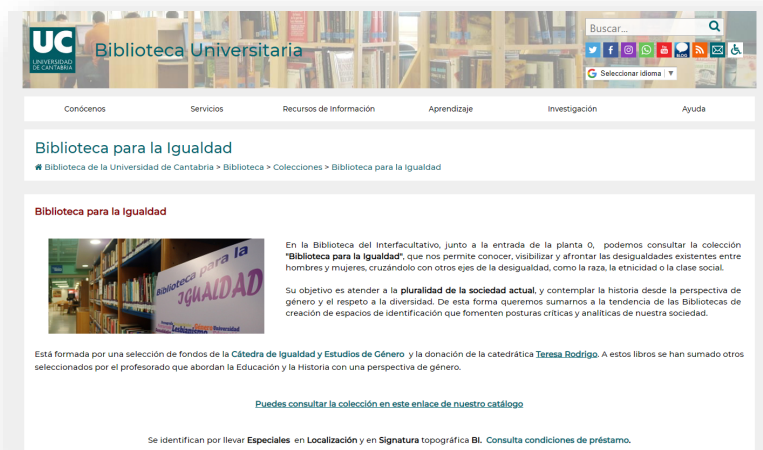 UC
UNIVERSIDAD
DE CANTABRIA
Biblioteca Universitaria
Buscar...
BLOG
G Seleccionar idioma ▼
Conócenos Servicios Recursos de Información Aprendizaje Investigación Ayuda
Biblioteca para la Igualdad
Biblioteca de la Universidad de Cantabria > Biblioteca > Colecciones > Biblioteca para la Igualdad
Biblioteca para la Igualdad
Biblioteca para la
IGUALDAD
Lesbianismo Género Universidad
En la Biblioteca del Interfacultativo, junto a la entrada de la planta 0, podemos consultar la colección
"Biblioteca para la Igualdad", que nos permite conocer, visibilizar y afrontar las desigualdades existentes entre
hombres y mujeres, cruzándolo con otros ejes de la desigualdad, como la raza, la etnicidad o la clase social.
Su objetivo es atender a la pluralidad de la sociedad actual, y contemplar la historia desde la perspectiva de
género y el respeto a la diversidad. De esta forma queremos sumarnos a la tendencia de las Bibliotecas de
creación de espacios de identificación que fomenten posturas críticas y analíticas de nuestra sociedad.
Está formada por una selección de fondos de la Cátedra de Igualdad y Estudios de Género y la donación de la catedrática Teresa Rodrigo. A estos libros se han sumado otros
seleccionados por el profesorado que abordan la Educación y la Historia con una perspectiva de género.
Puedes consultar la colección en este enlace de nuestro catálogo
Se identifican por llevar Especiales en Localización y en Signatura topográfica BI. Consulta condiciones de préstamo.